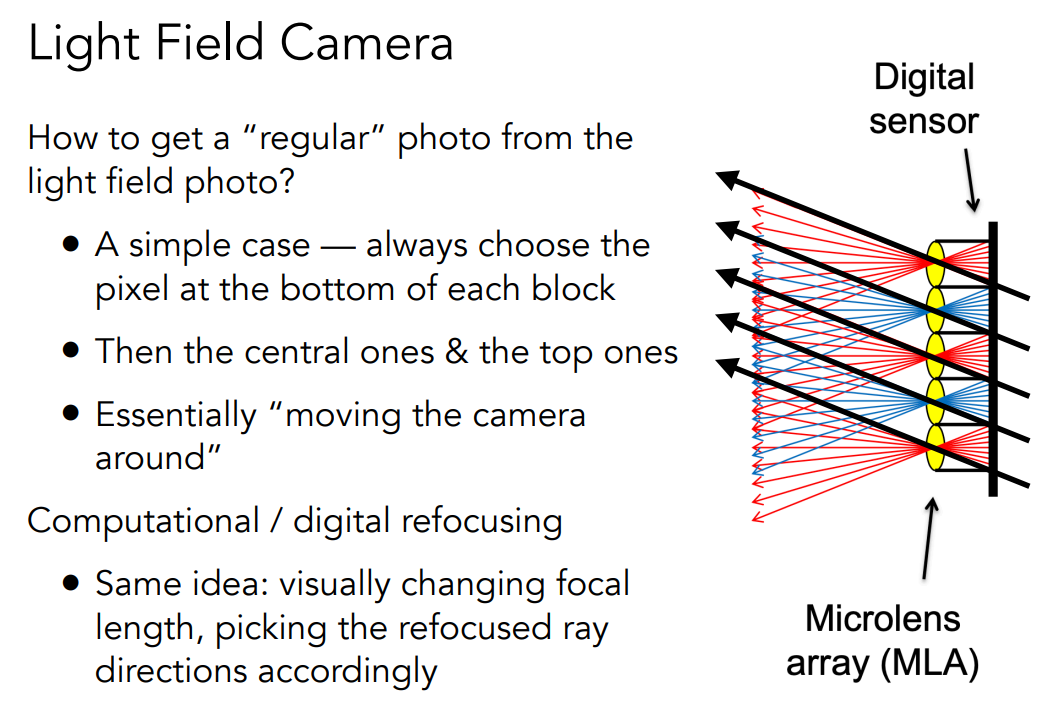 Light Field Camera
Digital
sensor
How to get a “regular” photo from the
light field photo?
• A simple case — always choose the
pixel at the bottom of each block
• Then the central ones & the top ones
• Essentially “moving the camera
around”
Computational / digital refocusing
• Same idea: visually changing focal
length, picking the refocused ray
directions accordingly
Microlens
array (MLA)